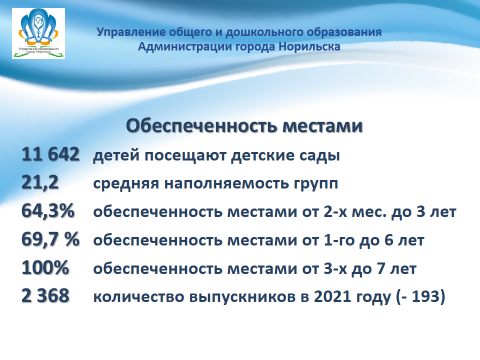 Управление общего и дошкольного образования
Администрации города Норильска
Обеспеченность местами
11 642 детей посещают детские сады
21,2 средняя наполняемость групп
64,3% обеспеченность местами от 2-х мес. до 3 лет
69,7 % обеспеченность местами от 1-го до 6 лет
100% обеспеченность местами от 3-х до 7 лет
2 368 количество выпускников в 2021 году (- 193)